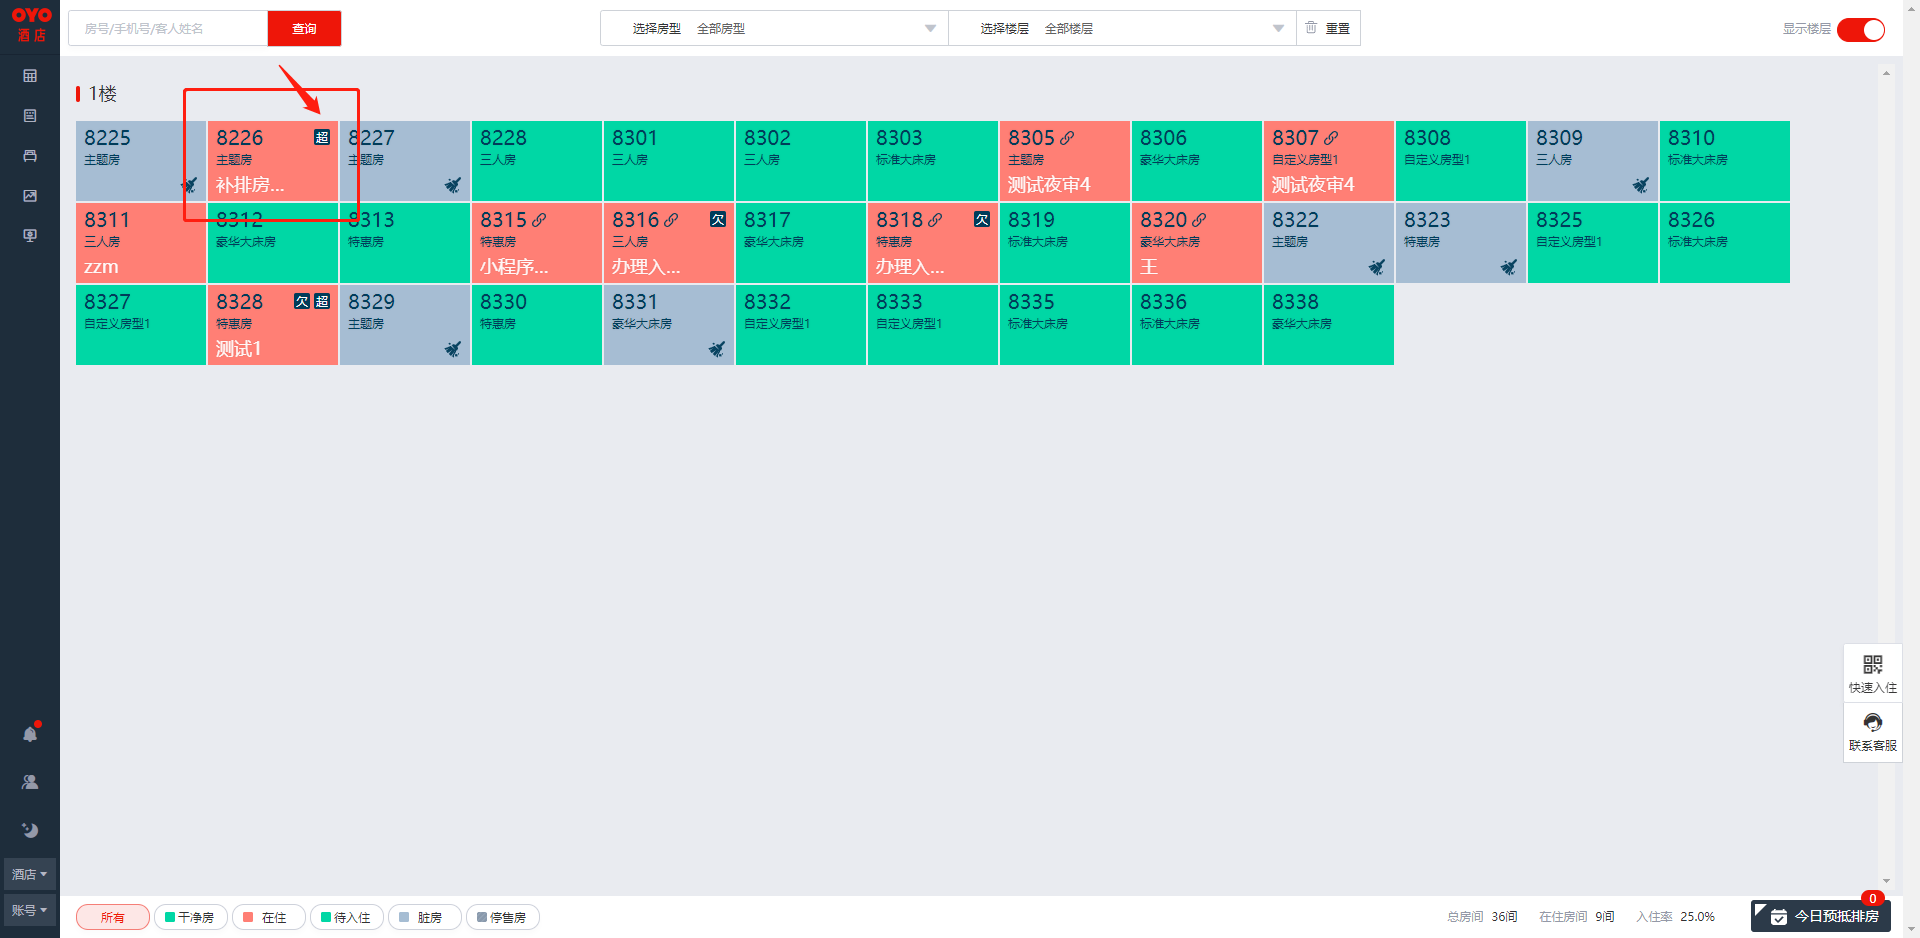 OYO
酒店
房号/手机号/客人姓名
查询
选择房型 全部房型
选择楼层 全部楼层
重置
显示楼层
1楼
8225
主题房
8226 超
主题房
补排房...
8227
主题房
8228
三人房
8301
三人房
8302
三人房
8303
标准大床房
8305
主题房
测试夜审4
8306
豪华大床房
8307
自定义房型1
测试夜审4
8308
自定义房型1
8309
三人房
8310
标准大床房
8311
三人房
zzm
8312
豪华大床房
8313
特惠房
8315
特惠房
小程序...
8316 欠
三人房
办理入...
8317
豪华大床房
8318 欠
特惠房
办理入...
8319
标准大床房
8320
豪华大床房
王
8322
主题房
8323
特惠房
8325
自定义房型1
8326
标准大床房
8327
自定义房型1
8328 欠 超
特惠房
测试1
8329
主题房
8330
特惠房
8331
豪华大床房
8332
自定义房型1
8333
自定义房型1
8335
标准大床房
8336
标准大床房
8338
豪华大床房
快速入住
联系客服
酒店
账号
所有
干净房
在住
待入住
脏房
停售房
总房间 36间
在住房间 9间
入住率 25.0%
0
今日预抵排房